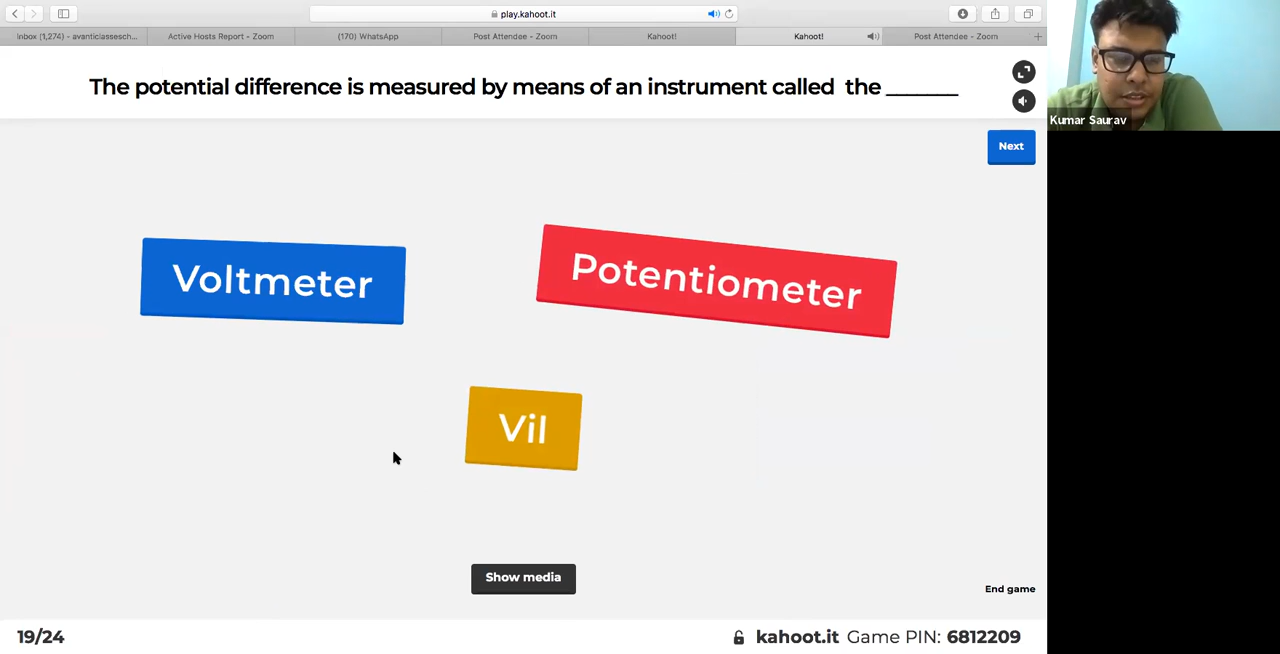 play.kahoot.it
Inbox (1,274) - avanticlassesch...
Active Hosts Report - Zoom
(170) WhatsApp
Post Attendee - Zoom
Kahoot!
Kahoot!
Post Attendee - Zoom
The potential difference is measured by means of an instrument called the _______
Kumar Saurav
Next
Voltmeter
Potentiometer
Vil
Show media
End game
19/24
kahoot.it Game PIN: 6812209